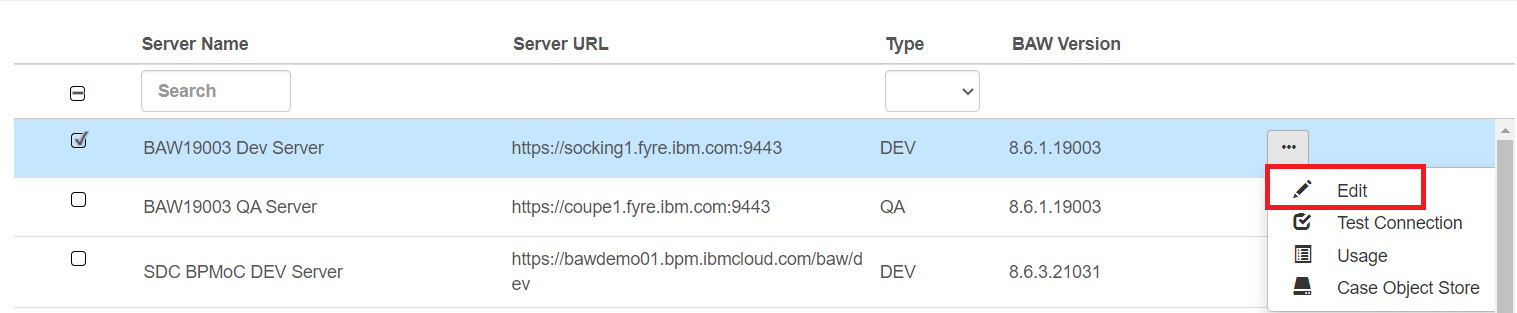 Server Name Server URL Type BAW Version
Search
BAW19003 Dev Server https://socking1.fyre.ibm.com:9443 DEV 8.6.1.19003 •••
Edit
BAW19003 QA Server https://coupe1.fyre.ibm.com:9443 QA 8.6.1.19003
Test Connection
Usage
SDC BPMoC DEV Server https://bawdemo01.bpm.ibmcloud.com/baw/d
ev DEV 8.6.3.21031
Case Object Store